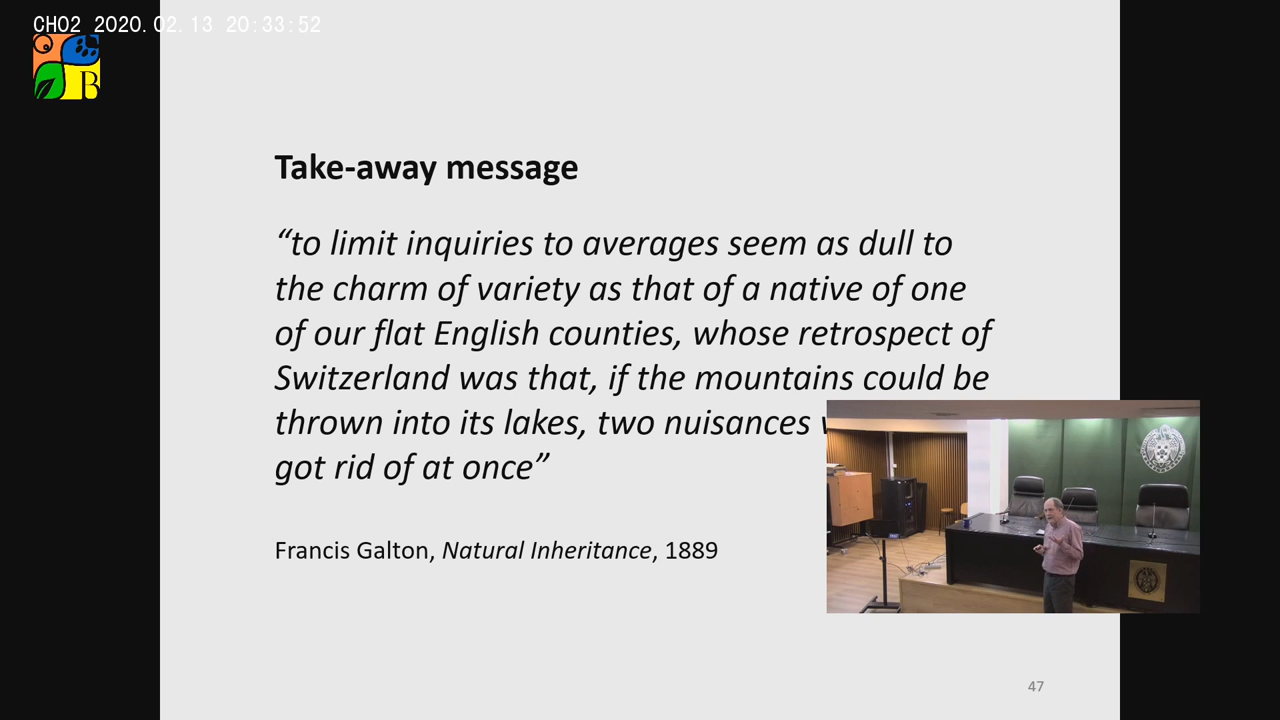 CH02 2020.02.13 20:33:52
B
Take-away message
“to limit inquiries to averages seem as dull to
the charm of variety as that of a native of one
of our flat English counties, whose retrospect of
Switzerland was that, if the mountains could be
thrown into its lakes, two nuisances
got rid of at once”
Francis Galton, Natural Inheritance, 1889
47